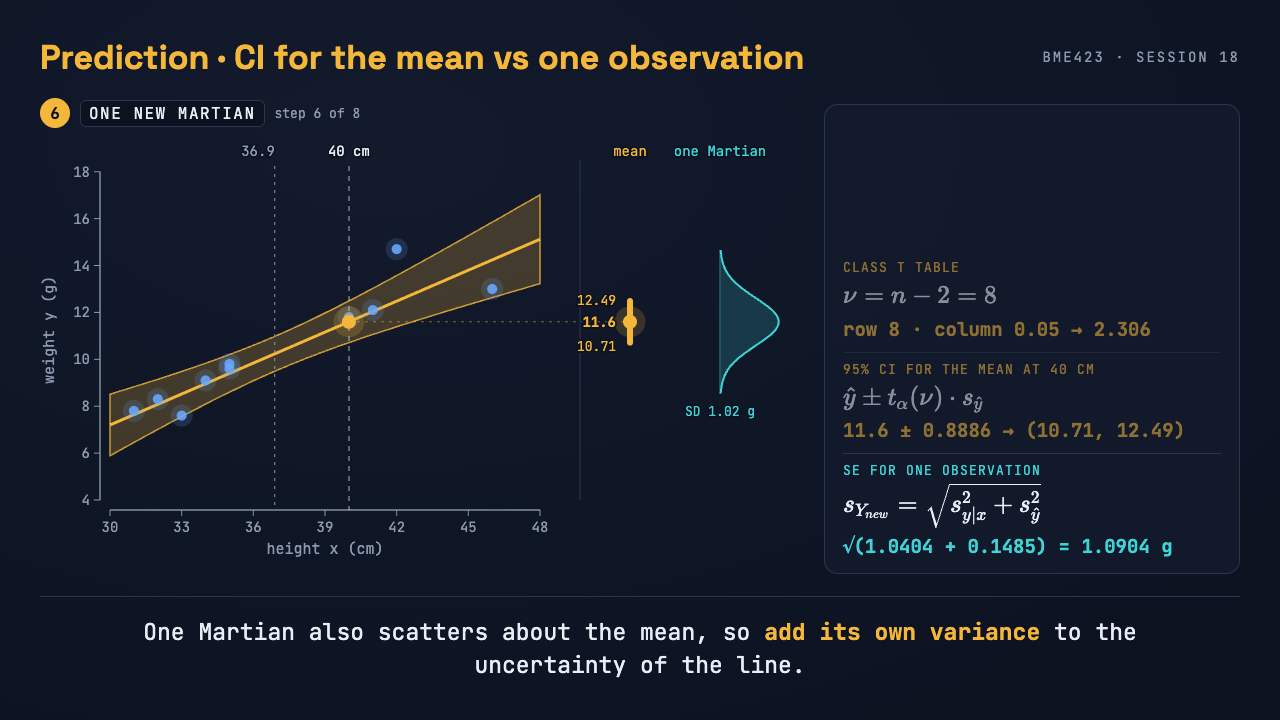 Prediction · CI for the mean vs one observation
BME423 · SESSION 18
6 ONE NEW MARTIAN step 6 of 8
36.9 40 cm mean one Martian
18
16
14
12
10
8
6
4
weight y (g)
30 33 36 39 42 45 48
height x (cm)
12.49
11.6
10.71
SD 1.02 g
CLASS T TABLE
ν = n − 2 = 8
row 8 · column 0.05 → 2.306
95% CI FOR THE MEAN AT 40 CM
ŷ ± t_α(ν) · s_ŷ
11.6 ± 0.8886 → (10.71, 12.49)
SE FOR ONE OBSERVATION
s_{Y_{new}} = √(s²_{y|x} + s²_ŷ)
√(1.0404 + 0.1485) = 1.0904 g
One Martian also scatters about the mean, so add its own variance to the
uncertainty of the line.